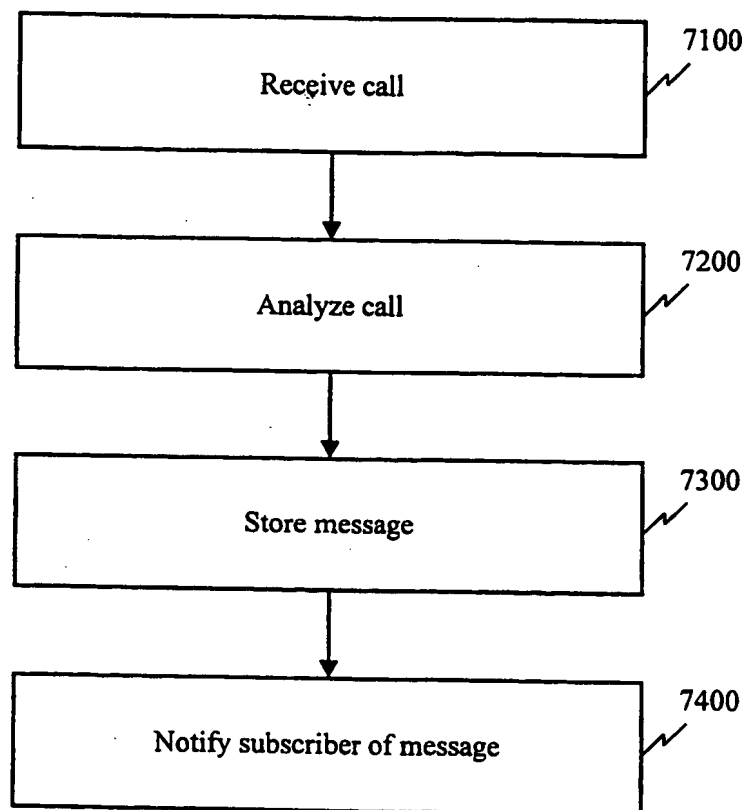 7100
Receive call
7200
Analyze call
7300
Store message
7400
Notify subscriber of message